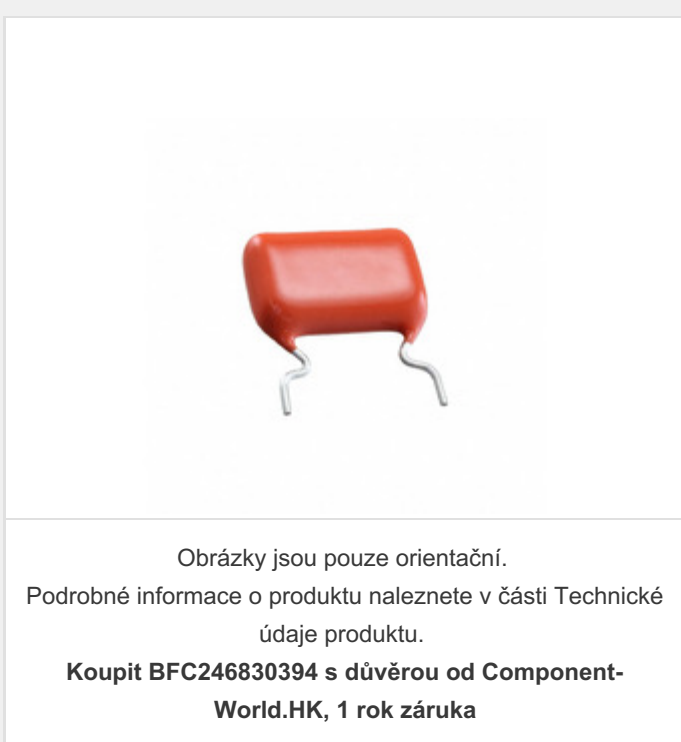 Obrázky jsou pouze orientační.
Podrobné informace o produktu naleznete v části Technické
údaje produktu.
Koupit BFC246830394 s důvěrou od Component-
World.HK, 1 rok záruka